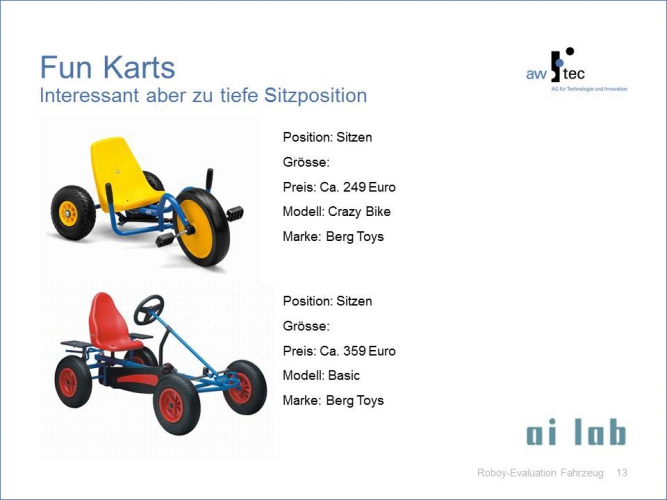 Fun Karts
Interessant aber zu tiefe Sitzposition
aw tec
AG für Technologie und Innovation
Position: Sitzen
Grösse:
Preis: Ca. 249 Euro
Modell: Crazy Bike
Marke: Berg Toys
Position: Sitzen
Grösse:
Preis: Ca. 359 Euro
Modell: Basic
Marke: Berg Toys
ai lab
Roboy-Evaluation Fahrzeug 13